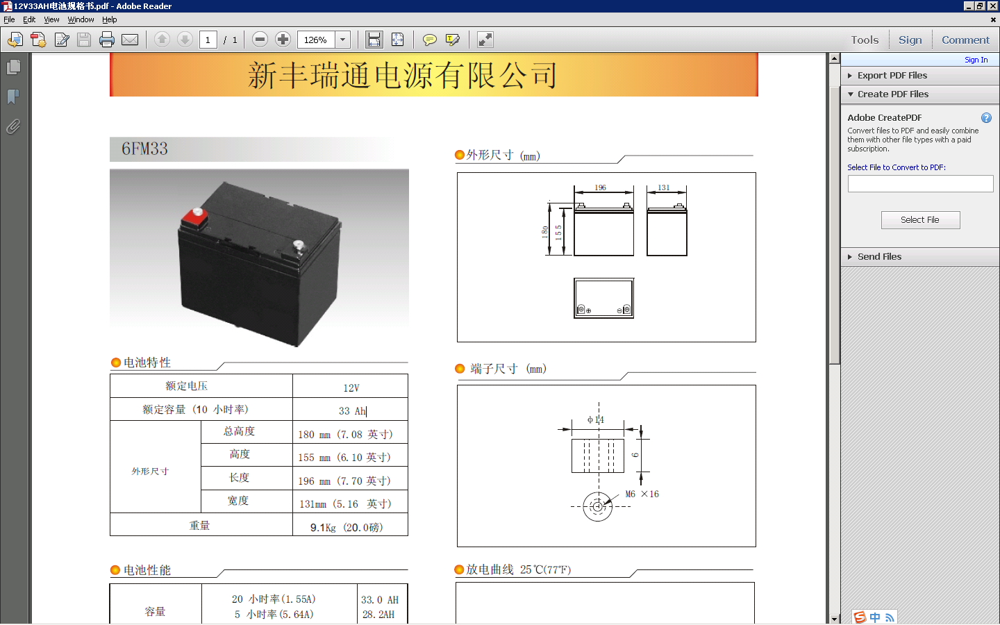 12V33AH电池规格书.pdf - Adobe Reader
File Edit View Window Help
1 / 1 126% Tools Sign Comment
Sign In
Export PDF Files
Create PDF Files
Adobe CreatePDF
Convert files to PDF and easily combine
them with other file types with a paid
subscription.
Select File to Convert to PDF:
Select File
Send Files
新丰瑞通电源有限公司
6FM33
电池特性
额定电压 12V
额定容量 (10 小时率) 33 Ah
外形尺寸
总高度 180 mm (7.08 英寸)
高度 155 mm (6.10 英寸)
长度 196 mm (7.70 英寸)
宽度 131mm (5.16 英寸)
重量 9.1Kg (20.0磅)
电池性能
容量
20 小时率(1.55A) 33.0 AH
5 小时率(5.64A) 28.2AH
外形尺寸 (mm)
196 131
180 155
端子尺寸 (mm)
φ14
6
M6 ×16
放电曲线 25℃(77℉)
中